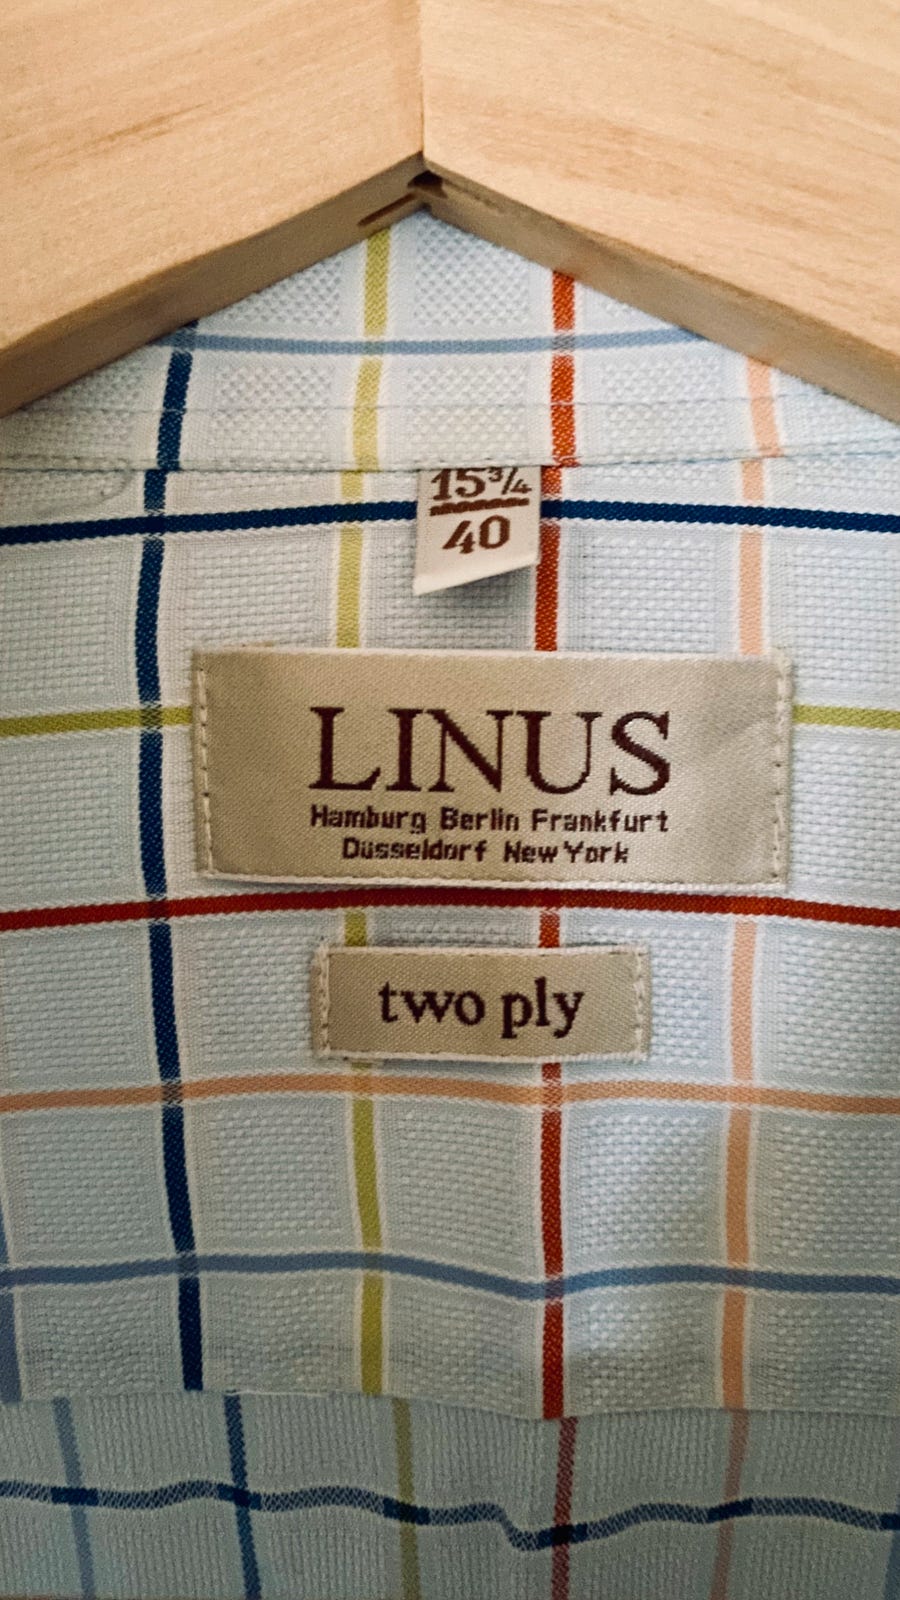 15¾
40
LINUS
Hamburg Berlin Frankfurt
Düsseldorf New York
two ply